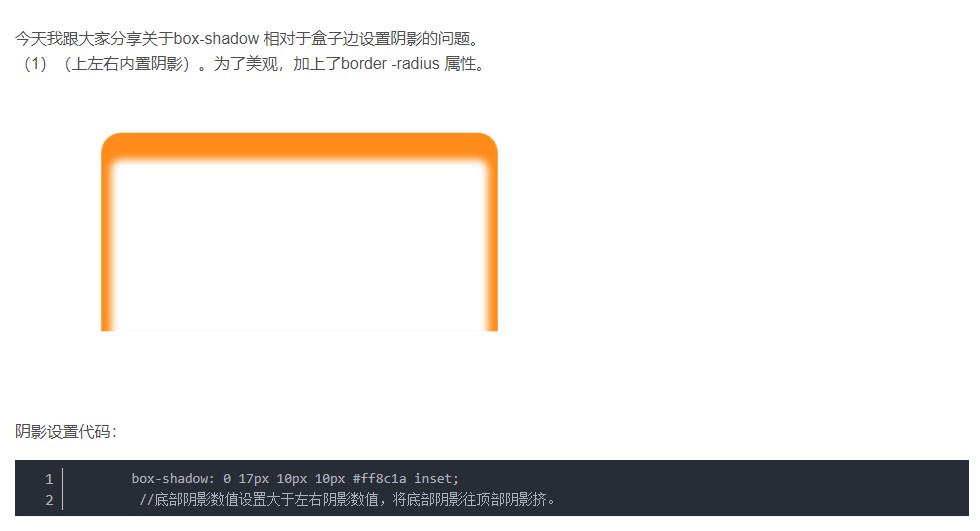 今天我跟大家分享关于box-shadow 相对于盒子边设置阴影的问题。
（1）（上左右内置阴影）。为了美观，加上了border -radius 属性。
阴影设置代码：
1 box-shadow: 0 17px 10px 10px #ff8c1a inset;
2 //底部阴影数值设置大于左右阴影数值，将底部阴影往顶部阴影挤。